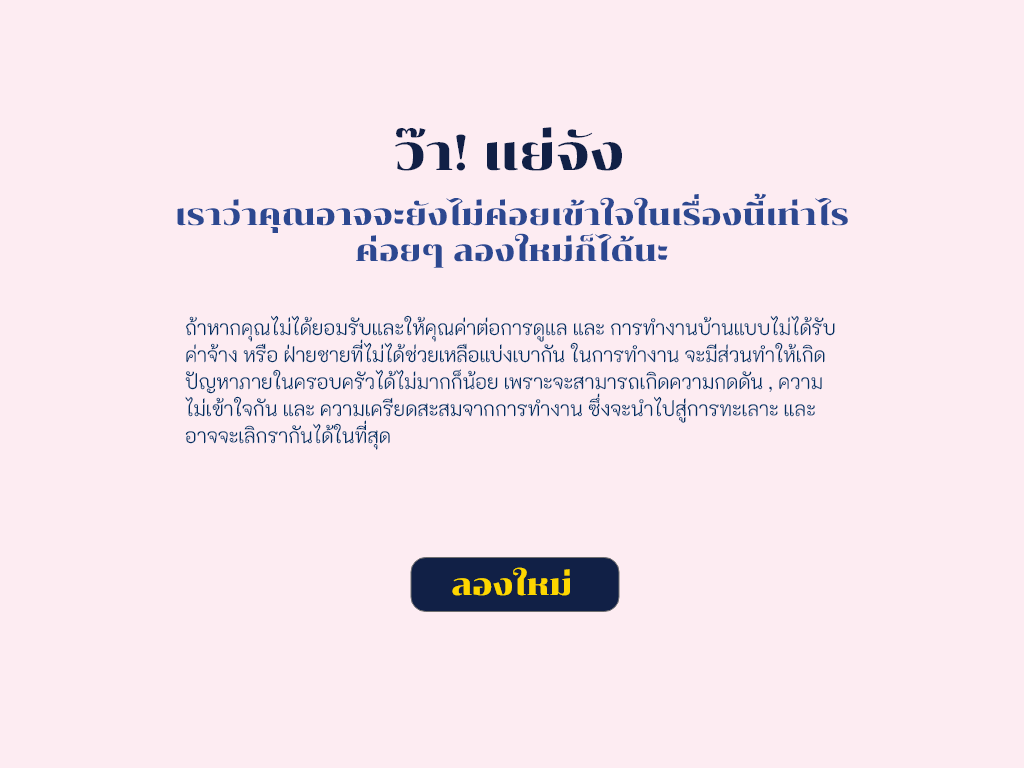 ว๊า! แย่จัง
เราว่าคุณอาจจะยังไม่ค่อยเข้าใจในเรื่องนี้เท่าไร
ค่อยๆ ลองใหม่ก็ได้นะ
ถ้าหากคุณไม่ได้ยอมรับและให้คุณค่าต่อการดูแล และ การทำงานบ้านแบบไม่ได้รับ
ค่าจ้าง หรือ ฝ่ายชายที่ไม่ได้ช่วยเหลือแบ่งเบากัน ในการทำงาน จะมีส่วนทำให้เกิด
ปัญหาภายในครอบครัวได้ไม่มากก็น้อย เพราะจะสามารถเกิดความกดดัน , ความ
ไม่เข้าใจกัน และ ความเครียดสะสมจากการทำงาน ซึ่งจะนำไปสู่การทะเลาะ และ
อาจจะเลิกรากันได้ในที่สุด
ลองใหม่